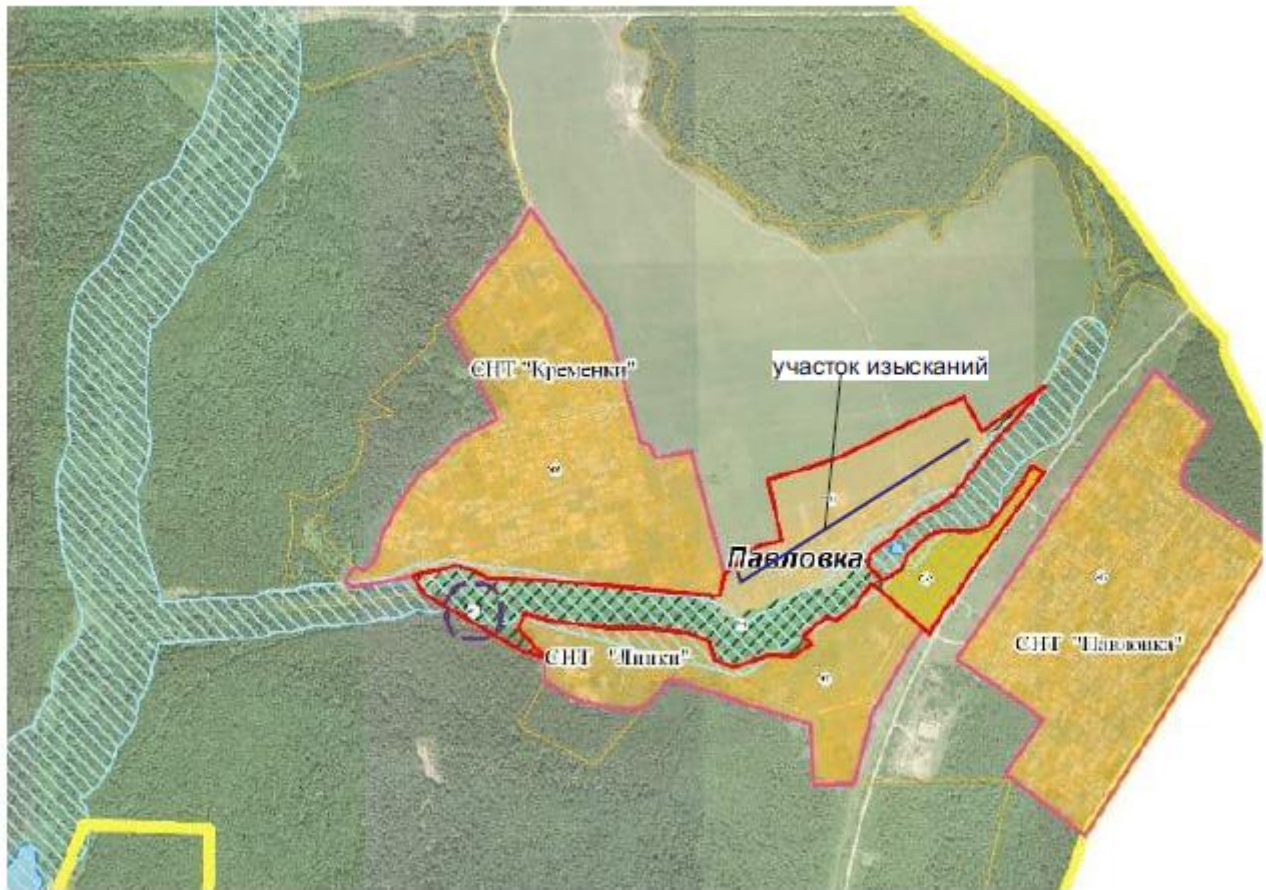 СНТ "Кременки"
участок изысканий
Павловка
СНТ "Липки"
СНТ "Павловка"